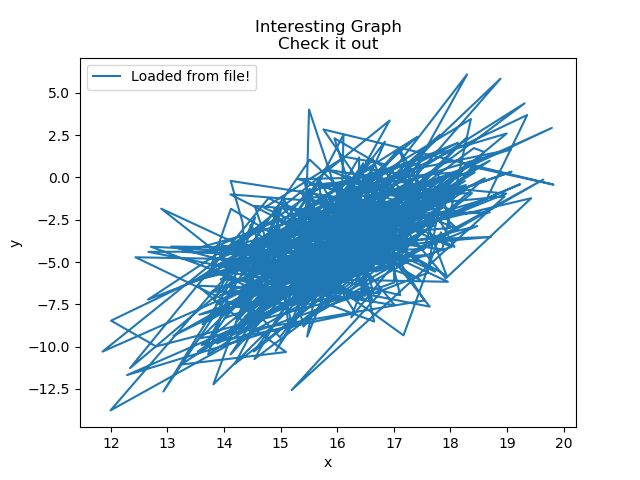 Interesting Graph
Check it out
Loaded from file!
5.0
2.5
0.0
−2.5
−5.0
−7.5
−10.0
−12.5
y
12 13 14 15 16 17 18 19 20
x